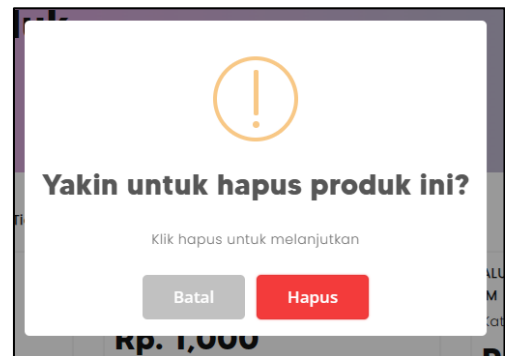 Yakin untuk hapus produk ini?
Klik hapus untuk melanjutkan
Batal
Hapus
Rp. 1,000